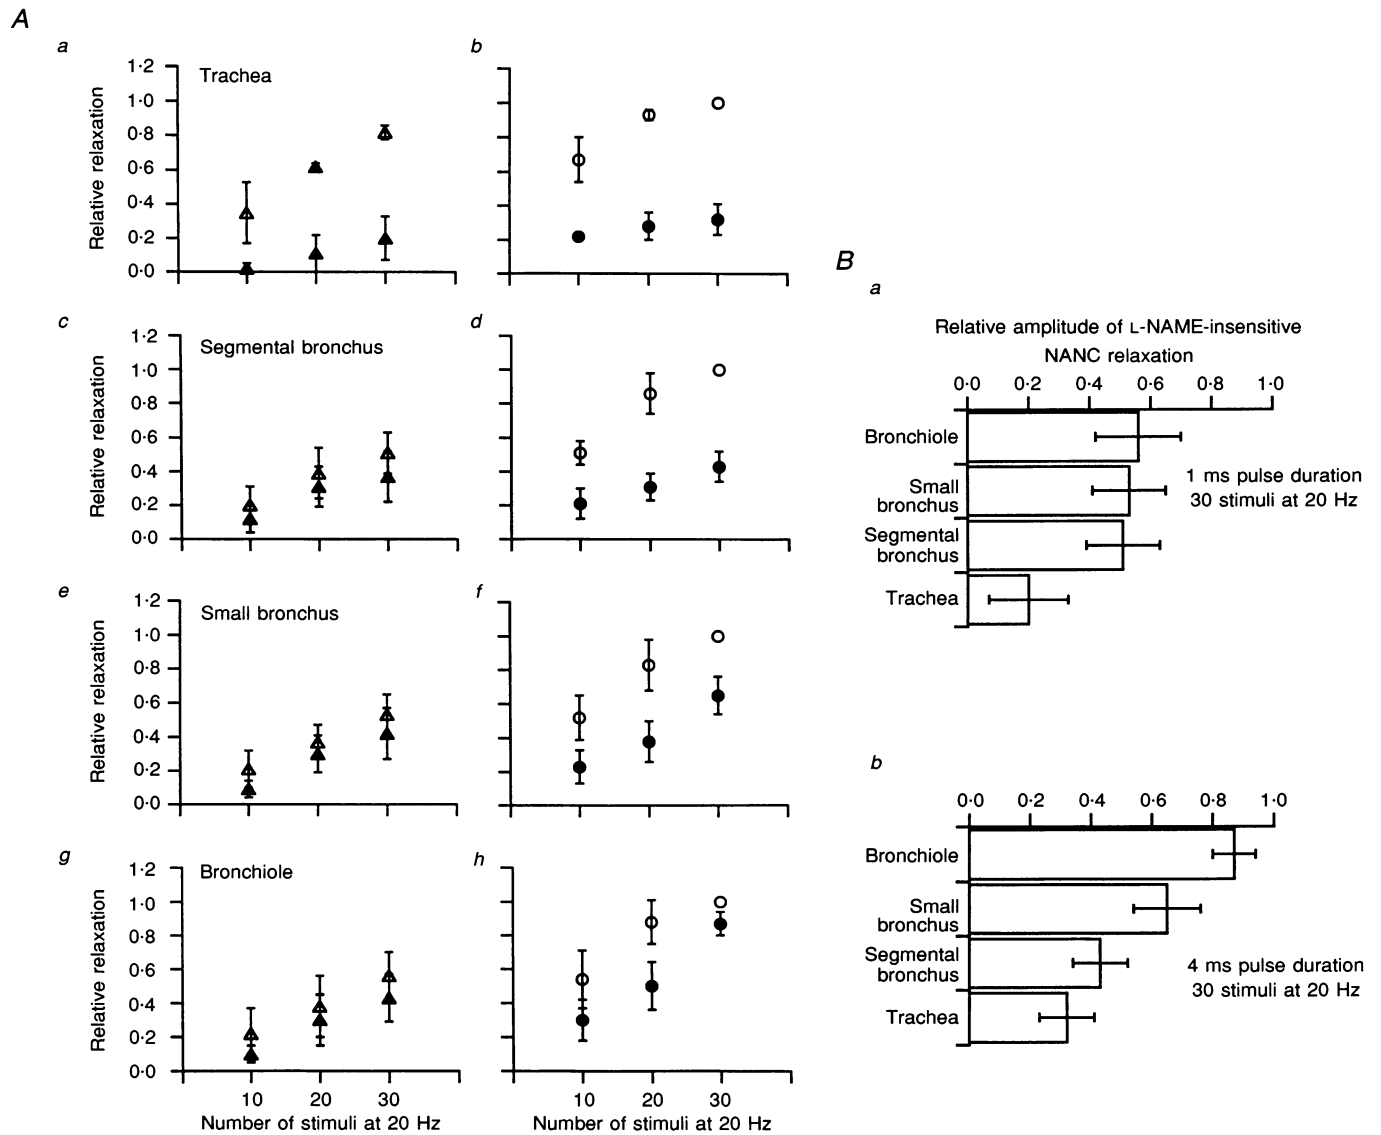 A
a
b
1·2
1·0
0·8
0·6
0·4
0·2
0·0
Relative relaxation
Trachea
c
d
1·2
1·0
0·8
0·6
0·4
0·2
0·0
Relative relaxation
Segmental bronchus
e
f
1·2
1·0
0·8
0·6
0·4
0·2
0·0
Relative relaxation
Small bronchus
g
h
1·2
1·0
0·8
0·6
0·4
0·2
0·0
Relative relaxation
Bronchiole
10 20 30
Number of stimuli at 20 Hz
10 20 30
Number of stimuli at 20 Hz
B
a
Relative amplitude of L-NAME-insensitive
NANC relaxation
0·0 0·2 0·4 0·6 0·8 1·0
Bronchiole
Small
bronchus
Segmental
bronchus
Trachea
1 ms pulse duration
30 stimuli at 20 Hz
b
0·0 0·2 0·4 0·6 0·8 1·0
Bronchiole
Small
bronchus
Segmental
bronchus
Trachea
4 ms pulse duration
30 stimuli at 20 Hz